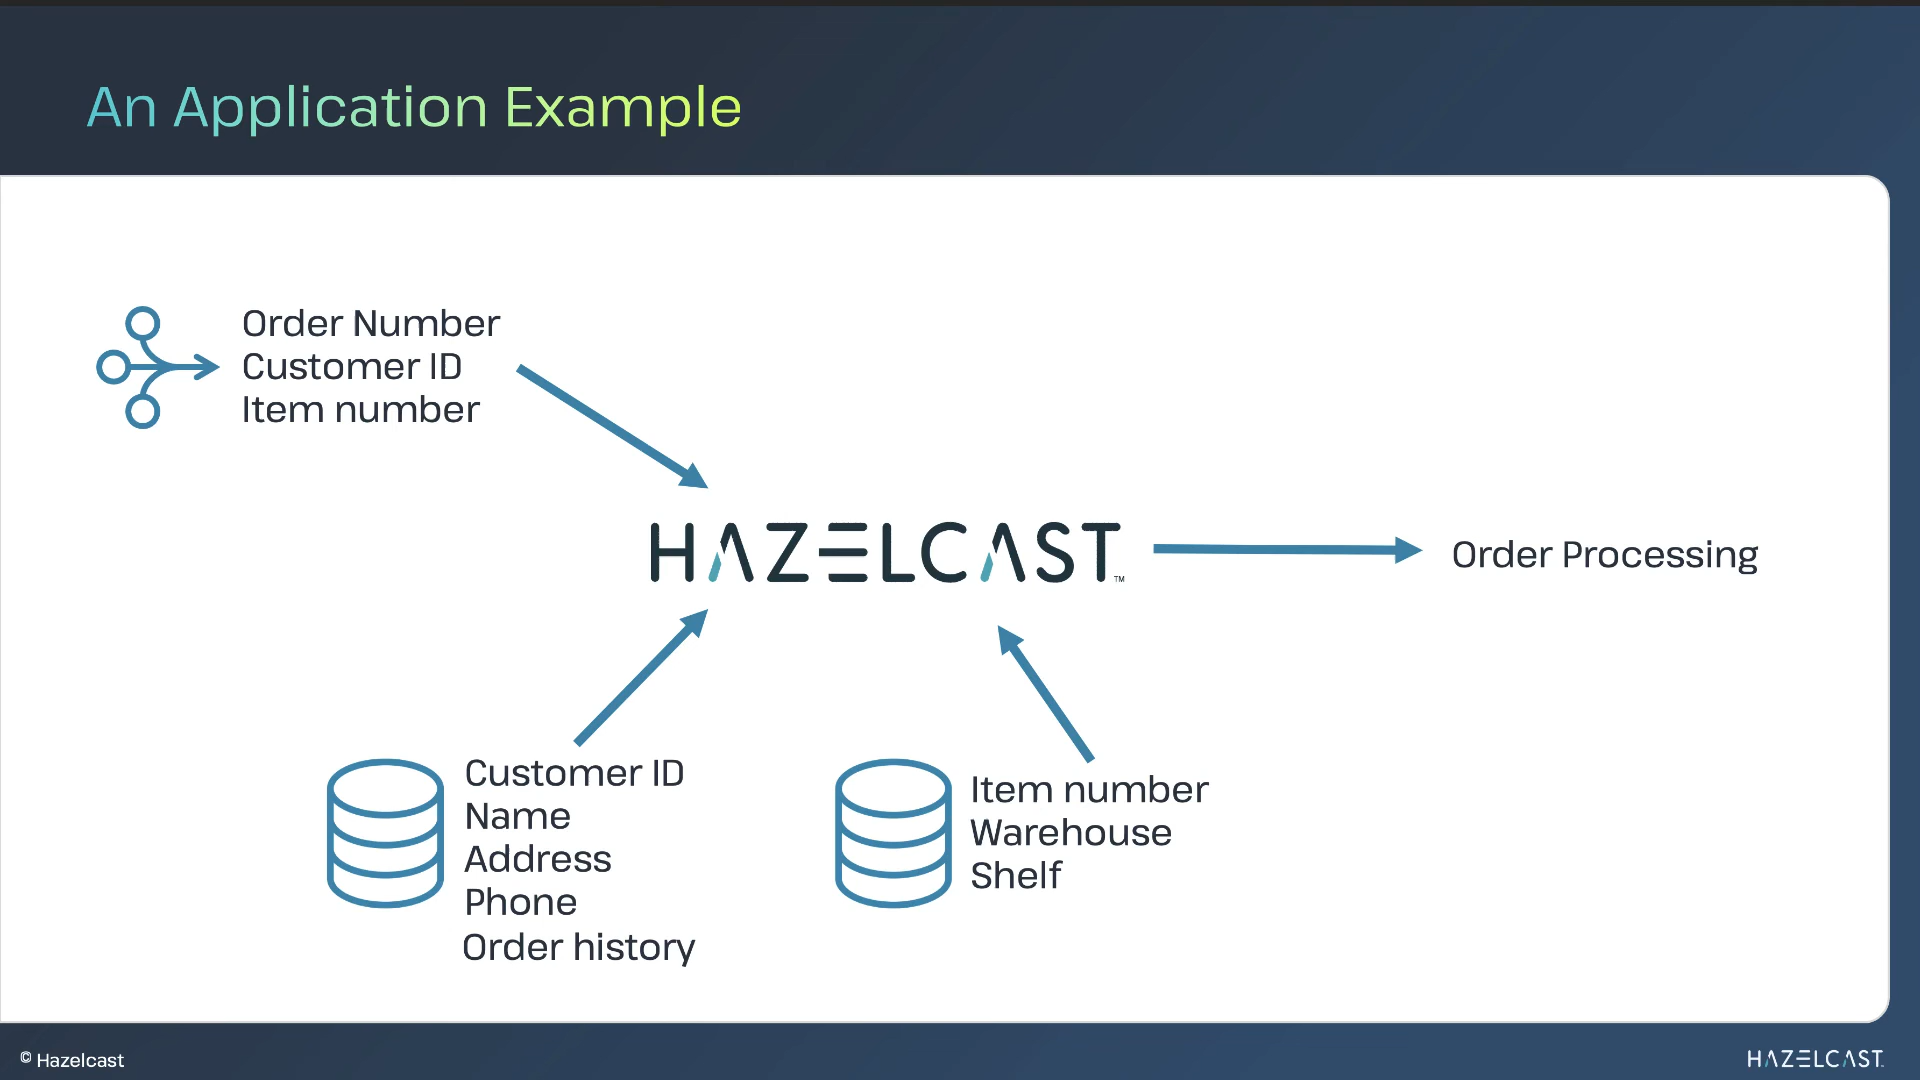 An Application Example
Order Number
Customer ID
Item number
HAZELCAST™
Order Processing
Customer ID
Name
Address
Phone
Order history
Item number
Warehouse
Shelf
© Hazelcast
HAZELCAST